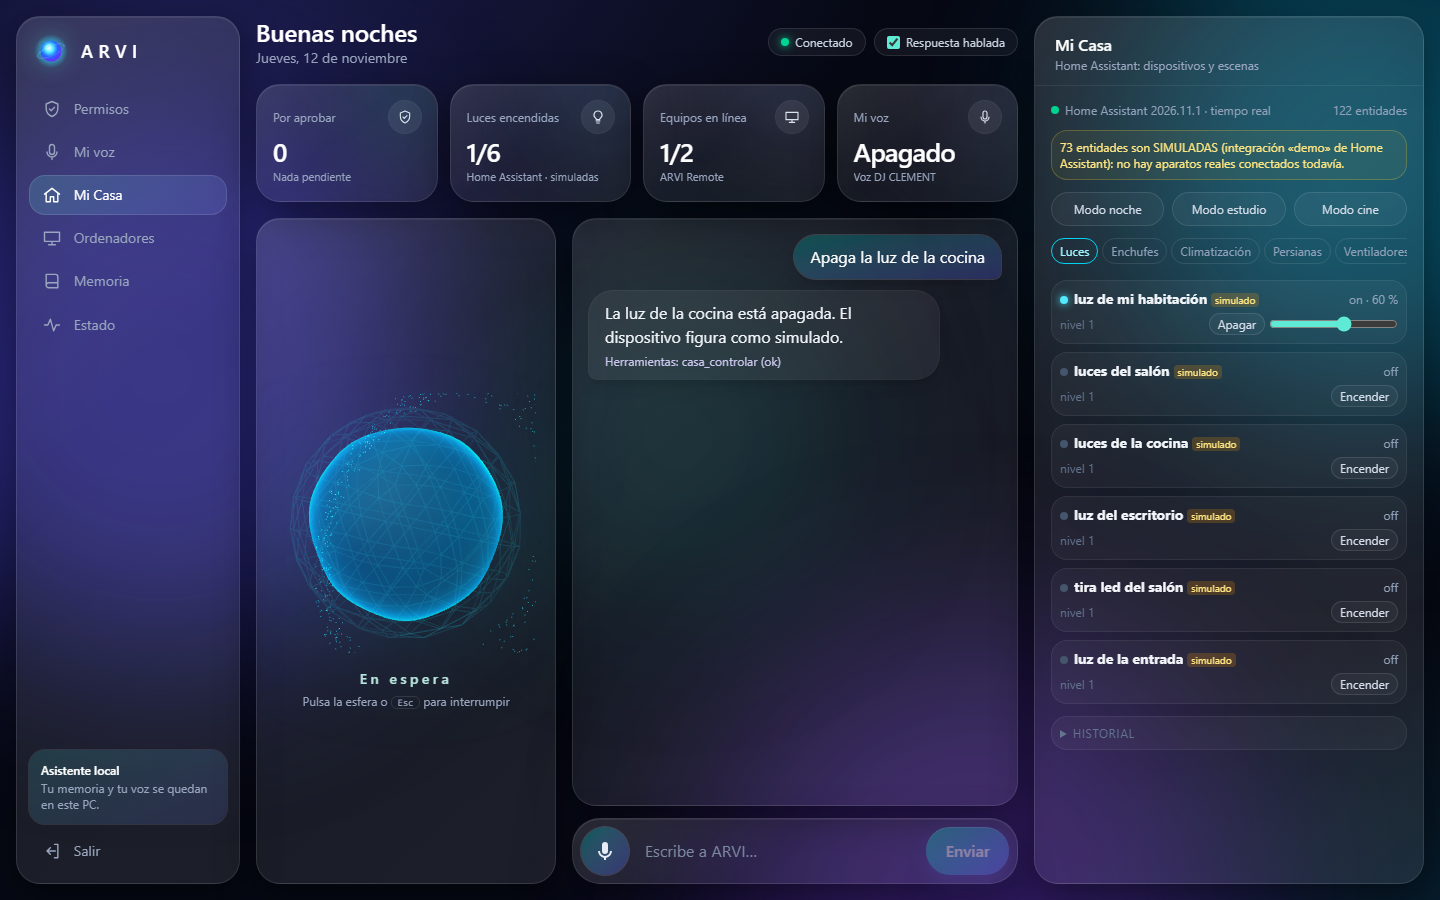 ARVI
Permisos
Mi voz
Mi Casa
Ordenadores
Memoria
Estado
Asistente local
Tu memoria y tu voz se quedan
en este PC.
Salir
Buenas noches
Jueves, 12 de noviembre
Conectado
Respuesta hablada
Por aprobar
0
Nada pendiente
Luces encendidas
1/6
Home Assistant · simuladas
Equipos en línea
1/2
ARVI Remote
Mi voz
Apagado
Voz DJ CLEMENT
En espera
Pulsa la esfera o Esc para interrumpir
Apaga la luz de la cocina
La luz de la cocina está apagada. El
dispositivo figura como simulado.
Herramientas: casa_controlar (ok)
Escribe a ARVI...
Enviar
Mi Casa
Home Assistant: dispositivos y escenas
Home Assistant 2026.11.1 · tiempo real
122 entidades
73 entidades son SIMULADAS (integración «demo» de Home
Assistant): no hay aparatos reales conectados todavía.
Modo noche
Modo estudio
Modo cine
Luces
Enchufes
Climatización
Persianas
Ventiladores
luz de mi habitación simulado
on · 60 %
nivel 1
Apagar
luces del salón simulado
off
nivel 1
Encender
luces de la cocina simulado
off
nivel 1
Encender
luz del escritorio simulado
off
nivel 1
Encender
tira led del salón simulado
off
nivel 1
Encender
luz de la entrada simulado
off
nivel 1
Encender
HISTORIAL